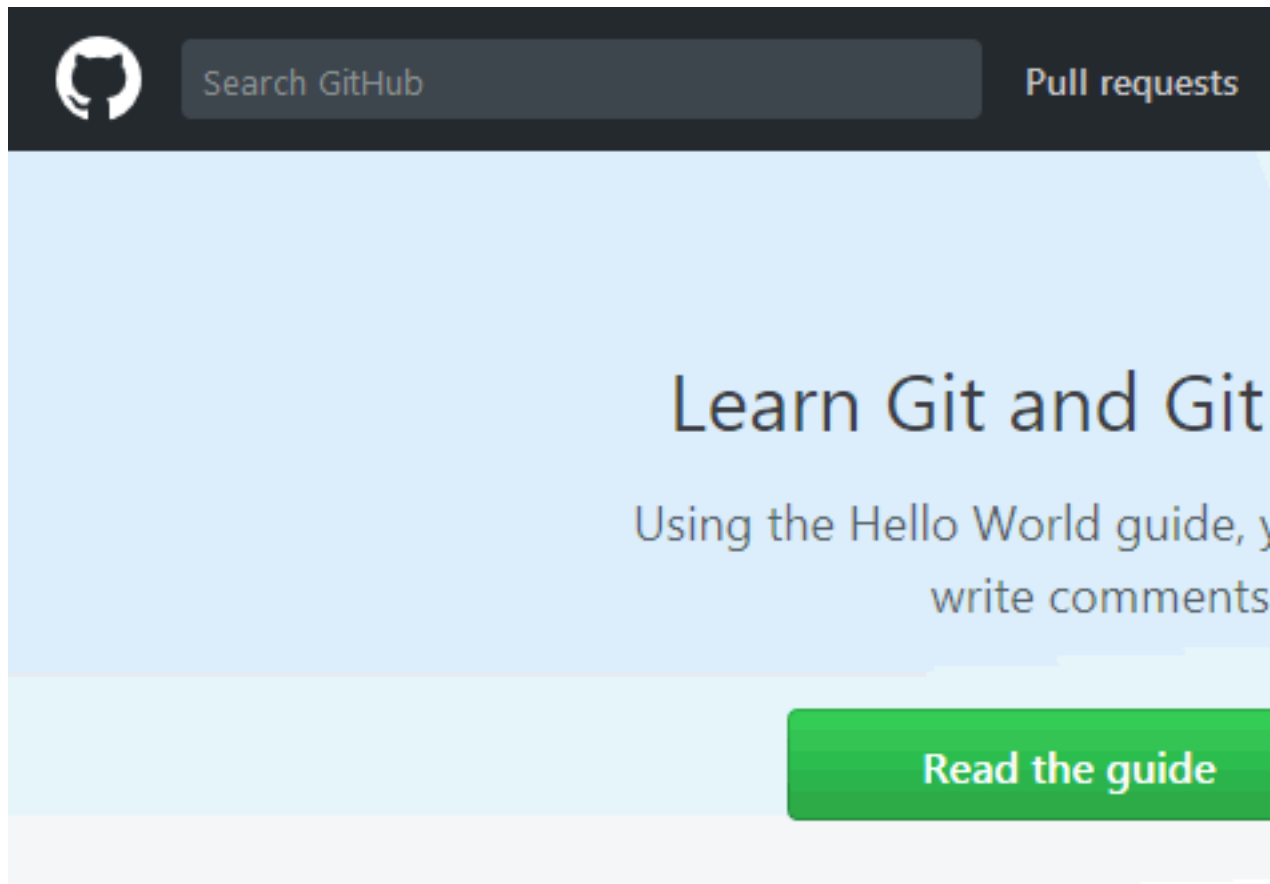 Search GitHub
Pull requests
Learn Git and Git
Using the Hello World guide, y
write comments
Read the guide